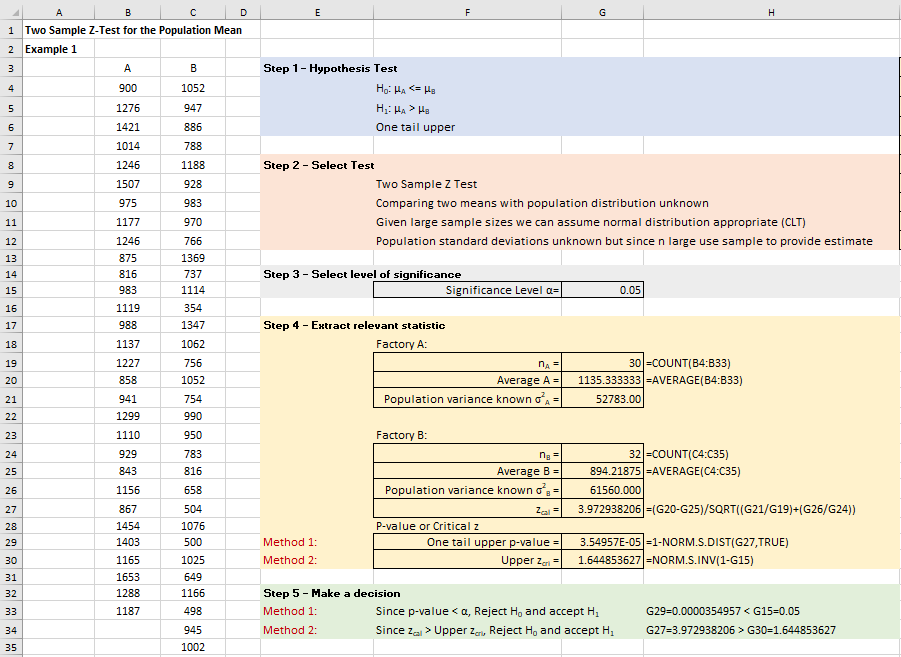 A B C D E F G H
1 Two Sample Z-Test for the Population Mean
2 Example 1
3 A B Step 1 - Hypothesis Test
4 900 1052 H₀: μA <= μB
5 1276 947 H₁: μA > μB
6 1421 886 One tail upper
7 1014 788
8 1246 1188 Step 2 - Select Test
9 1507 928 Two Sample Z Test
10 975 983 Comparing two means with population distribution unknown
11 1177 970 Given large sample sizes we can assume normal distribution appropriate (CLT)
12 1246 766 Population standard deviations unknown but since n large use sample to provide estimate
13 875 1369
14 816 737 Step 3 - Select level of significance
15 983 1114 Significance Level α= 0.05
16 1119 354
17 988 1347 Step 4 - Extract relevant statistic
18 1137 1062 Factory A:
19 1227 756 nA = 30 =COUNT(B4:B33)
20 858 1052 Average A = 1135.333333 =AVERAGE(B4:B33)
21 941 754 Population variance known σ²A = 52783.00
22 1299 990
23 1110 950 Factory B:
24 929 783 nB = 32 =COUNT(C4:C35)
25 843 816 Average B = 894.21875 =AVERAGE(C4:C35)
26 1156 658 Population variance known σ²B = 61560.000
27 867 504 zcal = 3.972938206 =(G20-G25)/SQRT((G21/G19)+(G26/G24))
28 1454 1076 P-value or Critical z
29 1403 500 Method 1: One tail upper p-value = 3.54957E-05 =1-NORM.S.DIST(G27,TRUE)
30 1165 1025 Method 2: Upper zcri = 1.644853627 =NORM.S.INV(1-G15)
31 1653 649
32 1288 1166 Step 5 - Make a decision
33 1187 498 Method 1: Since p-value < α, Reject H₀ and accept H₁ G29=0.0000354957 < G15=0.05
34 945 Method 2: Since zcal > Upper zcri, Reject H₀ and accept H₁ G27=3.972938206 > G30=1.644853627
35 1002